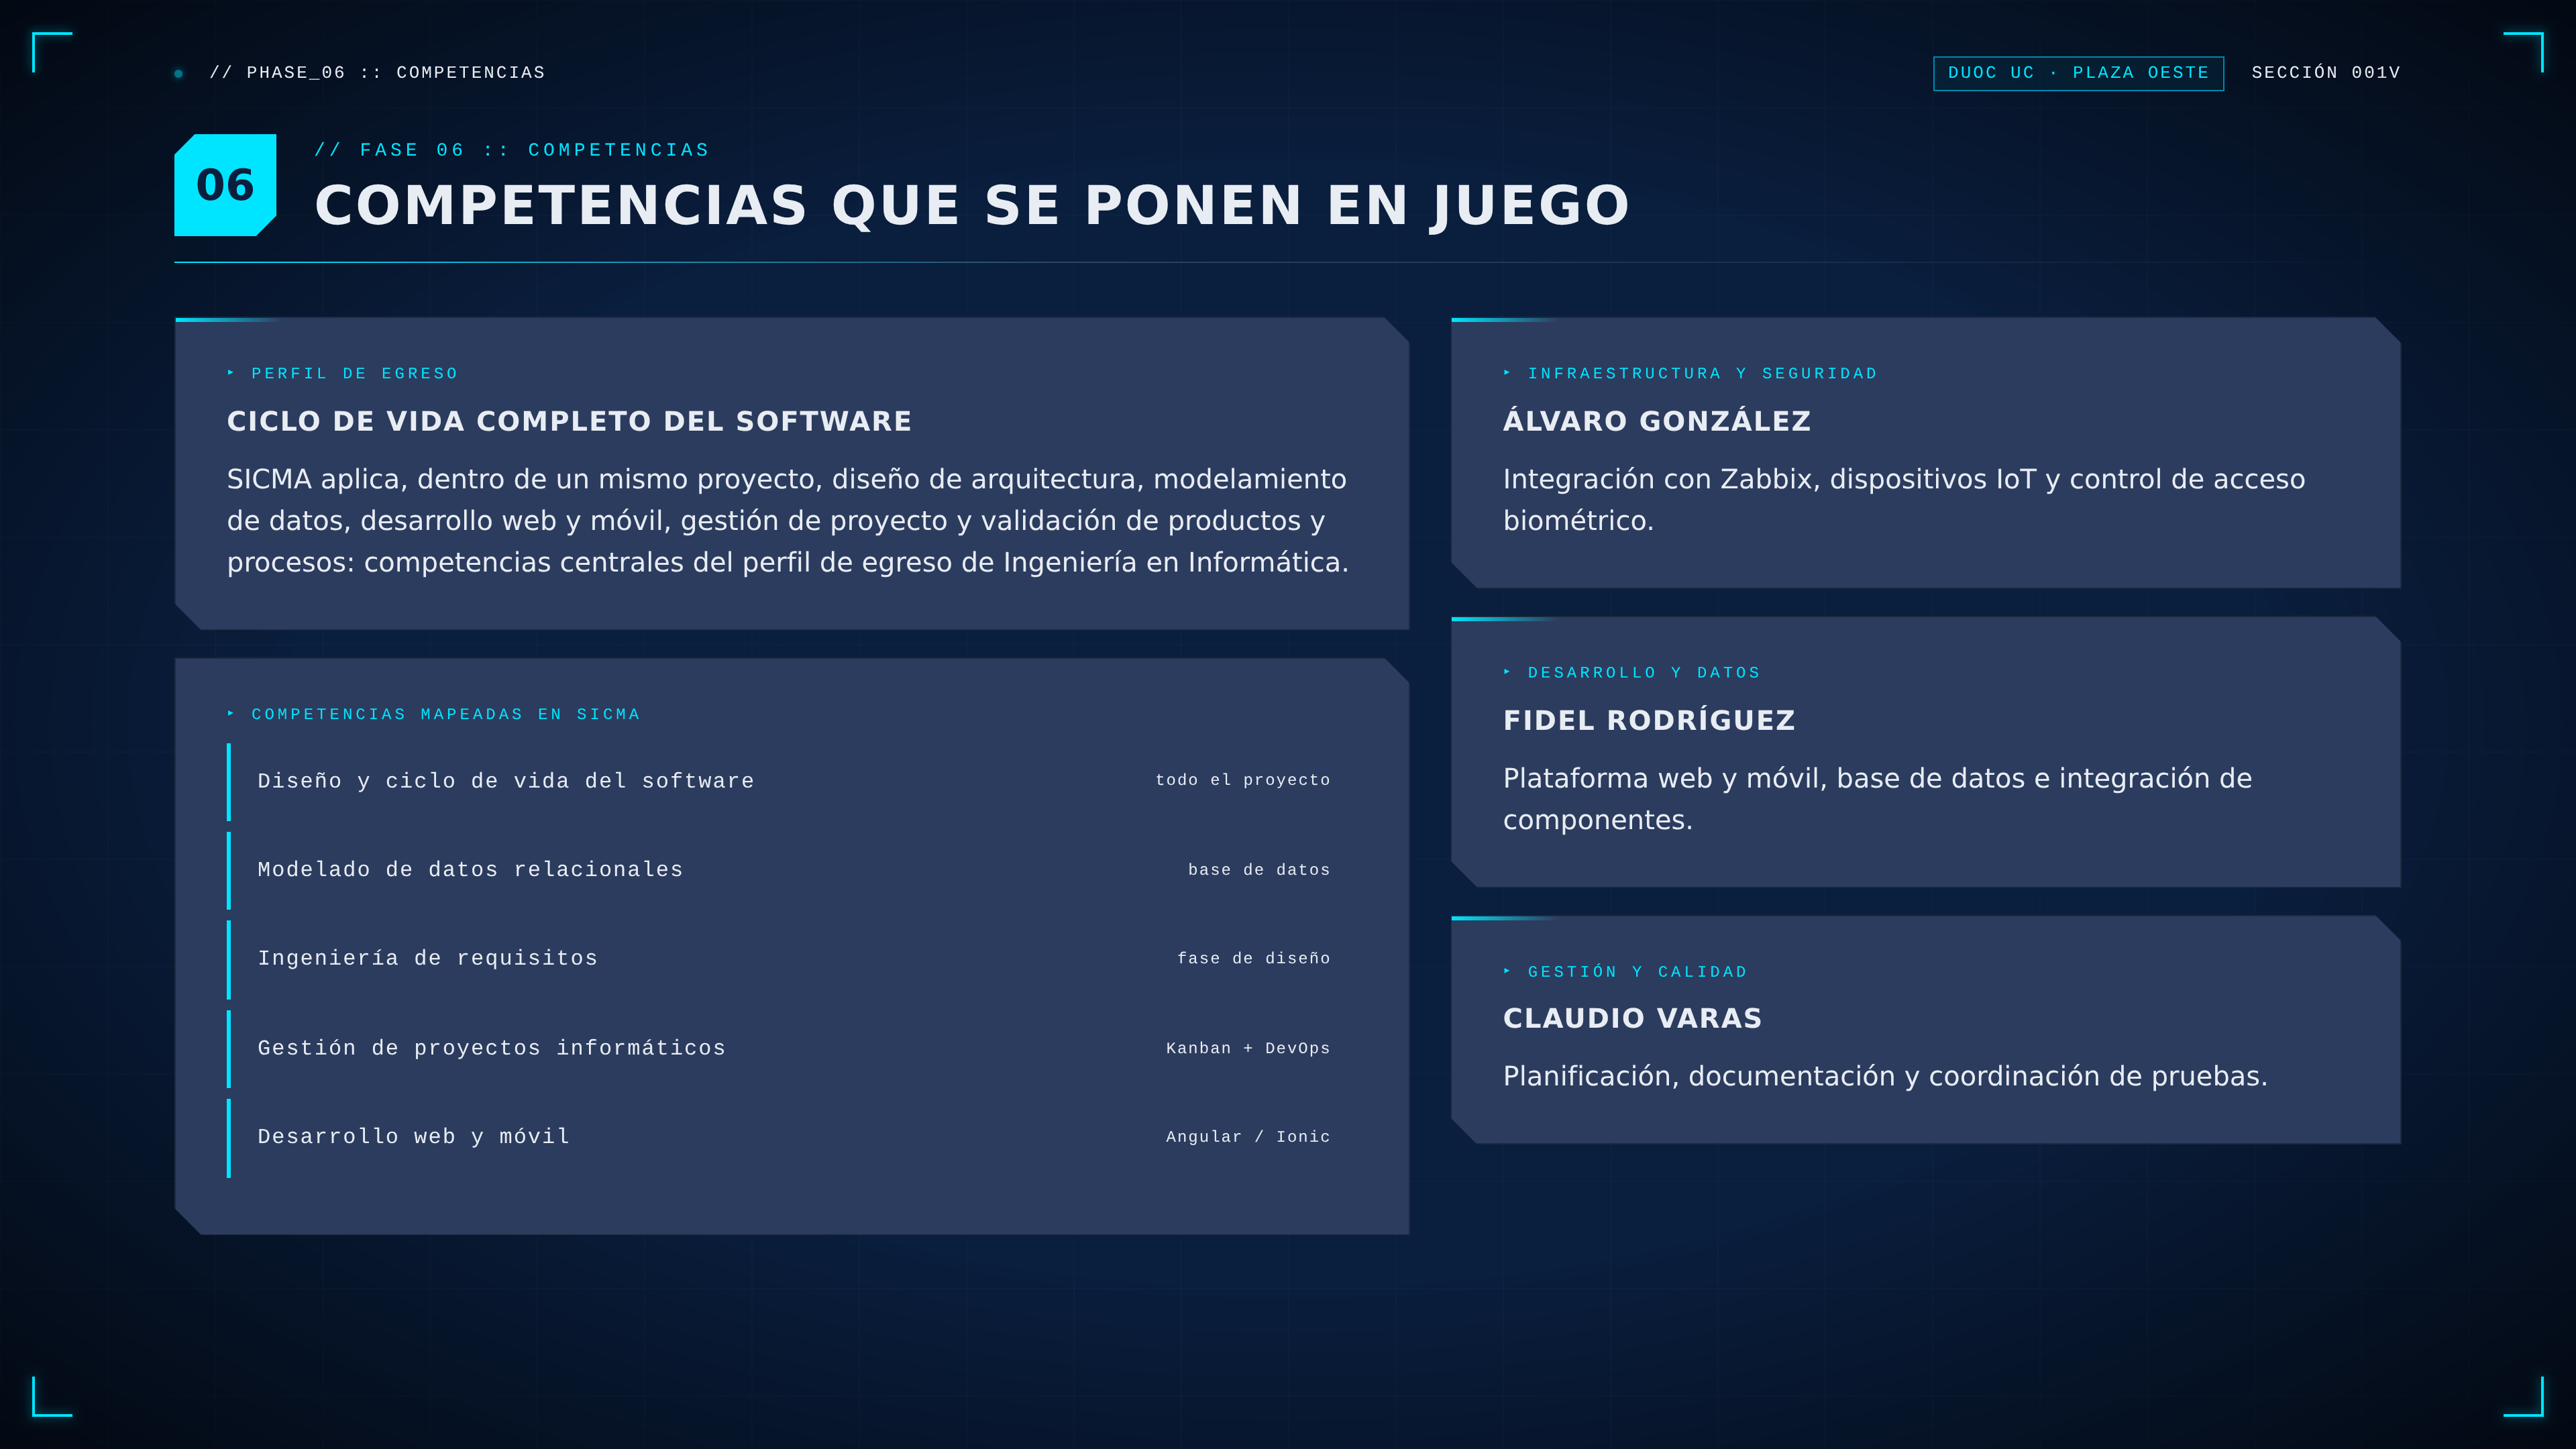 // PHASE_06 :: COMPETENCIAS
DUOC UC · PLAZA OESTE
SECCIÓN 001V
06
// FASE 06 :: COMPETENCIAS
COMPETENCIAS QUE SE PONEN EN JUEGO
▸ PERFIL DE EGRESO
CICLO DE VIDA COMPLETO DEL SOFTWARE
SICMA aplica, dentro de un mismo proyecto, diseño de arquitectura, modelamiento
de datos, desarrollo web y móvil, gestión de proyecto y validación de productos y
procesos: competencias centrales del perfil de egreso de Ingeniería en Informática.
▸ COMPETENCIAS MAPEADAS EN SICMA
Diseño y ciclo de vida del software todo el proyecto
Modelado de datos relacionales base de datos
Ingeniería de requisitos fase de diseño
Gestión de proyectos informáticos Kanban + DevOps
Desarrollo web y móvil Angular / Ionic
▸ INFRAESTRUCTURA Y SEGURIDAD
ÁLVARO GONZÁLEZ
Integración con Zabbix, dispositivos IoT y control de acceso
biométrico.
▸ DESARROLLO Y DATOS
FIDEL RODRÍGUEZ
Plataforma web y móvil, base de datos e integración de
componentes.
▸ GESTIÓN Y CALIDAD
CLAUDIO VARAS
Planificación, documentación y coordinación de pruebas.